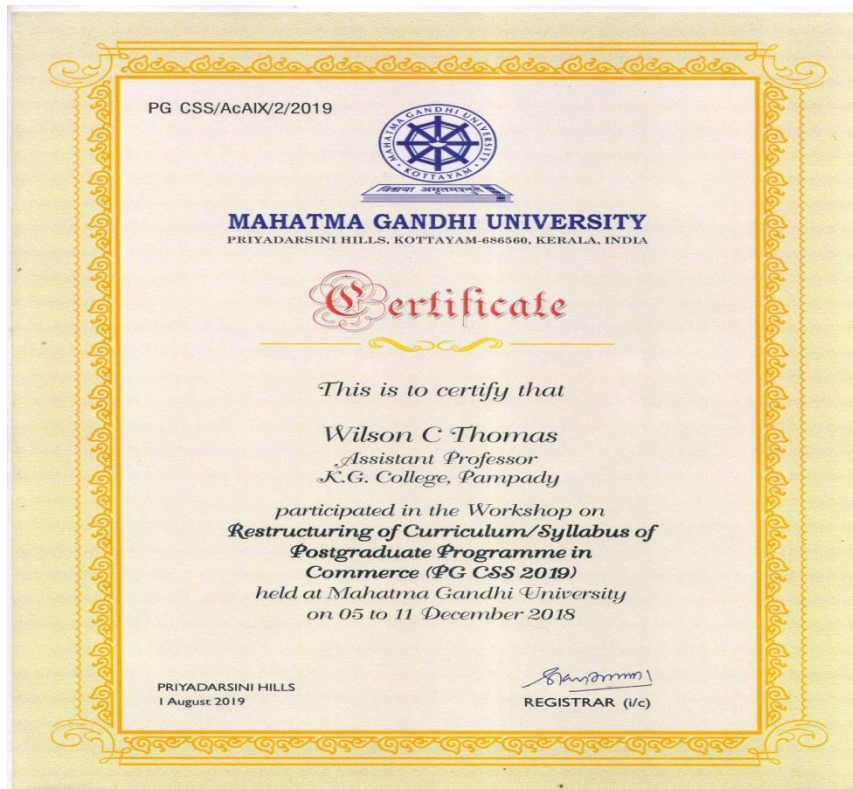 PG CSS/AcAIX/2/2019
MAHATMA GANDHI UNIVERSITY
KOTTAYAM
विद्यया अमृतमश्नुते
MAHATMA GANDHI UNIVERSITY
PRIYADARSINI HILLS, KOTTAYAM-686560, KERALA, INDIA
Certificate
This is to certify that
Wilson C Thomas
Assistant Professor
K.G. College, Pampady
participated in the Workshop on
Restructuring of Curriculum/Syllabus of
Postgraduate Programme in
Commerce (PG CSS 2019)
held at Mahatma Gandhi University
on 05 to 11 December 2018
PRIYADARSINI HILLS
1 August 2019
REGISTRAR (i/c)